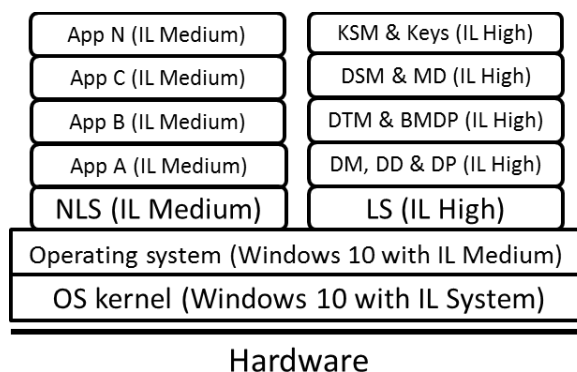 App N (IL Medium)
KSM & Keys (IL High)
App C (IL Medium)
DSM & MD (IL High)
App B (IL Medium)
DTM & BMDP (IL High)
App A (IL Medium)
DM, DD & DP (IL High)
NLS (IL Medium)
LS (IL High)
Operating system (Windows 10 with IL Medium)
OS kernel (Windows 10 with IL System)
Hardware